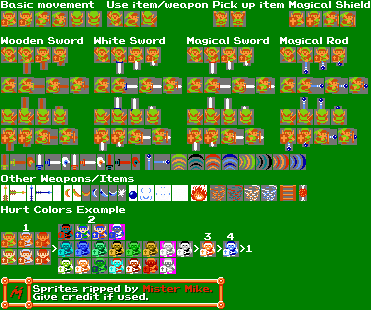 Basic movement Use item/weapon Pick up item Magical Shield
Wooden Sword White Sword Magical Sword Magical Rod
Other Weapons/Items
Hurt Colors Example
1 2 3 4
> > >1
Sprites ripped by Mister Mike.
Give credit if used.